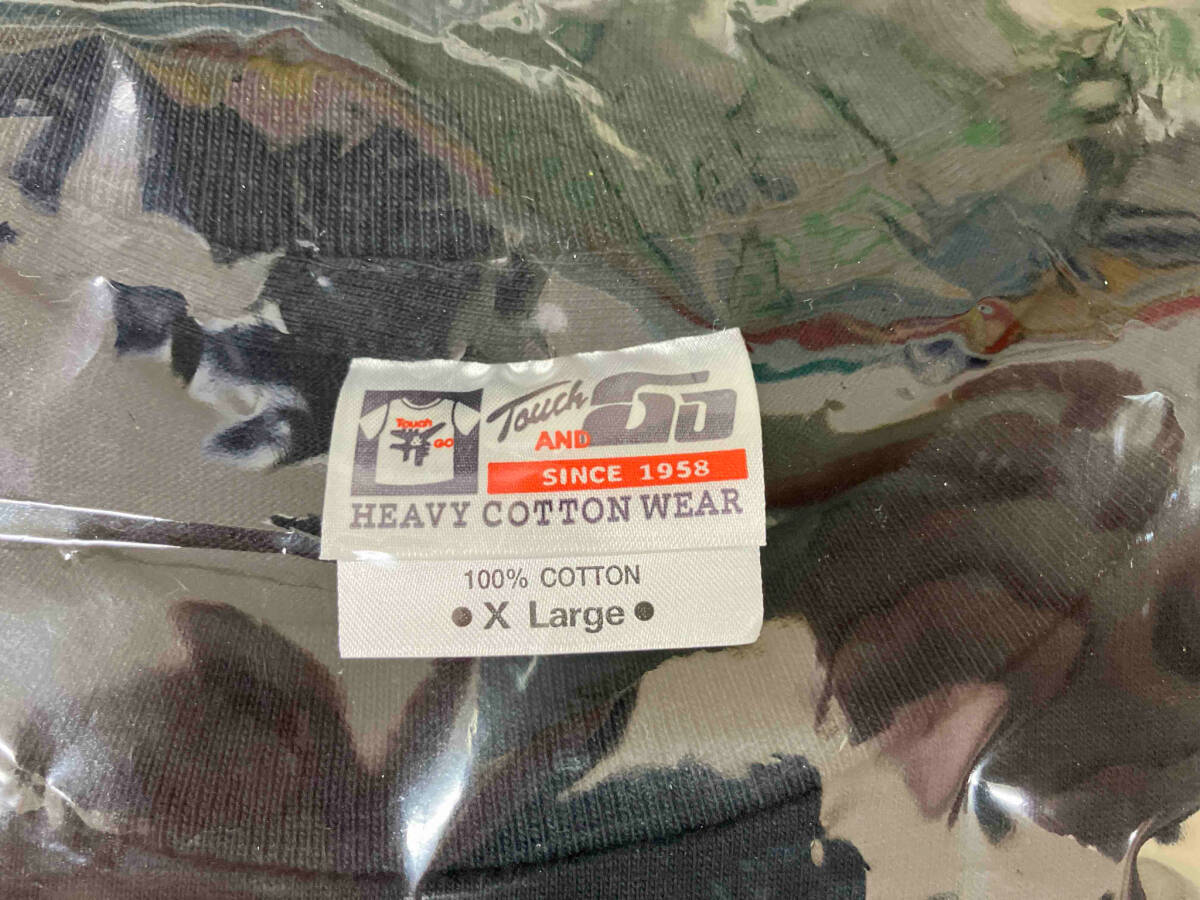 Touch
& GO
Touch
AND GO
SINCE 1958
HEAVY COTTON WEAR
100% COTTON
● X Large ●